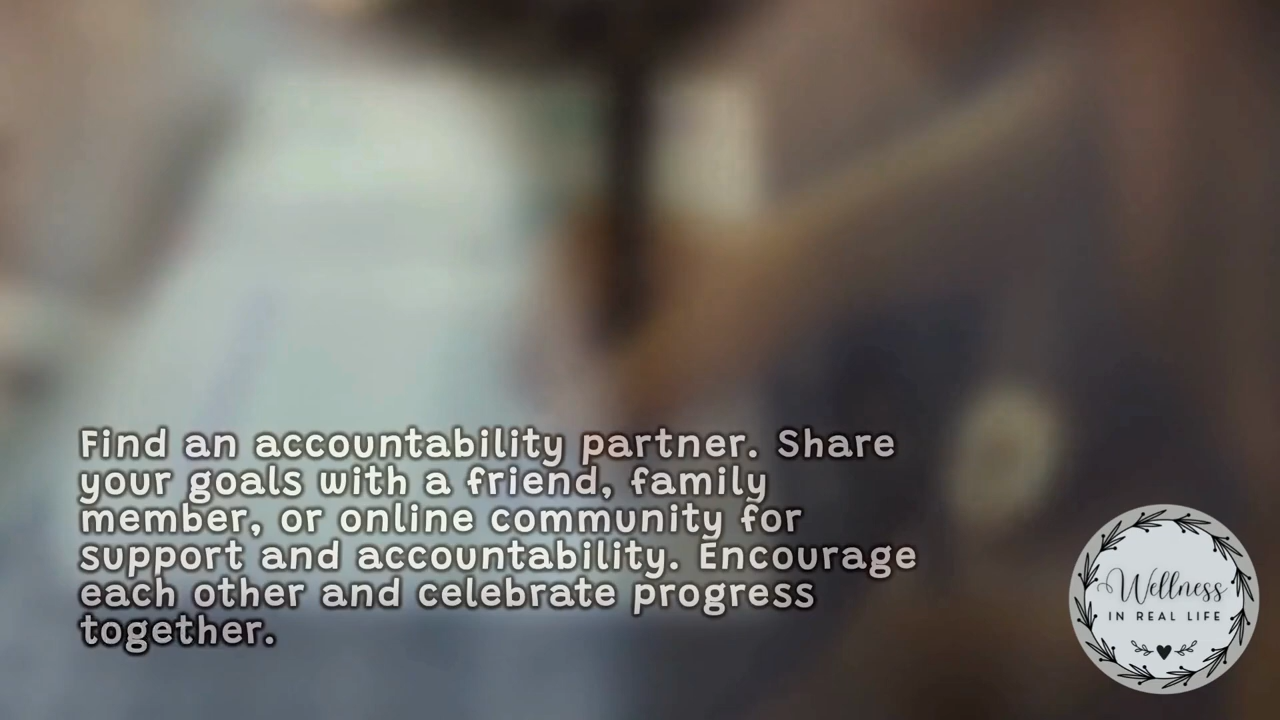 Find an accountability partner. Share
your goals with a friend, family
member, or online community for
support and accountability. Encourage
each other and celebrate progress
together.
Wellness
IN REAL LIFE